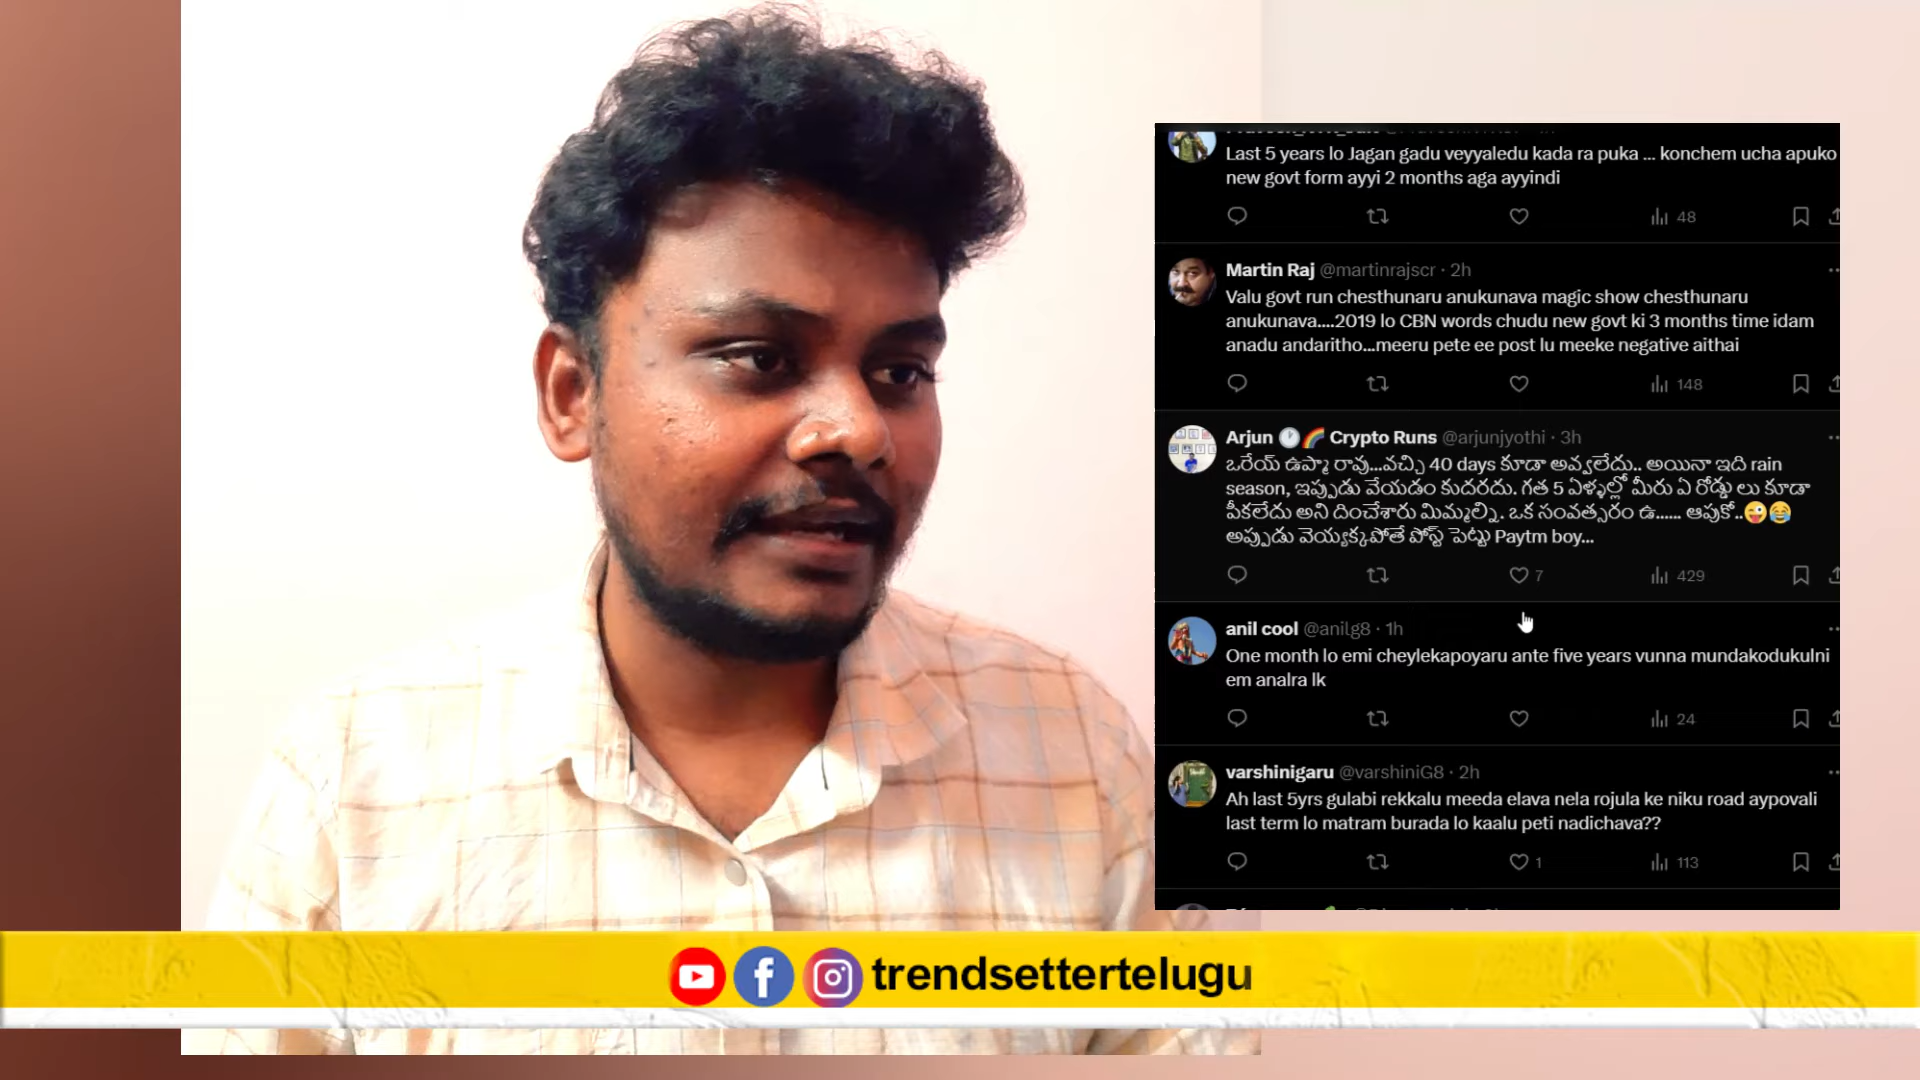 Last 5 years lo Jagan gadu veyyaledu kada ra puka ... konchem ucha apuko
new govt form ayyi 2 months aga ayyindi
48
Martin Raj @martinrajscr · 2h
Valu govt run chesthunaru anukunava magic show chesthunaru
anukunava....2019 lo CBN words chudu new govt ki 3 months time idam
anadu andaritho...meeru pete ee post lu meeke negative aithai
148
Arjun 🕐🌈 Crypto Runs @arjunjyothi · 3h
ఒరేయ్ ఉప్మా రావు...వచ్చి 40 days కూడా అవ్వలేదు.. అయినా ఇది rain
season, ఇప్పుడు వేయడం కుదరదు. గత 5 ఏళ్ళల్లో మీరు ఏ రోడ్డు లు కూడా
పీకలేదు అని దించేశారు మిమ్మల్ని. ఒక సంవత్సరం ఉ...... ఆపుకో..😜😂
అప్పుడు వెయ్యకపోతే పోస్ట్ పెట్టు Paytm boy...
7 429
anil cool @anilg8 · 1h
One month lo emi cheylekapoyaru ante five years vunna mundakodukulni
em analra lk
24
varshinigaru @varshiniG8 · 2h
Ah last 5yrs gulabi rekkalu meeda elava nela rojula ke niku road aypovali
last term lo matram burada lo kaalu peti nadichava??
1 113
trendsettertelugu